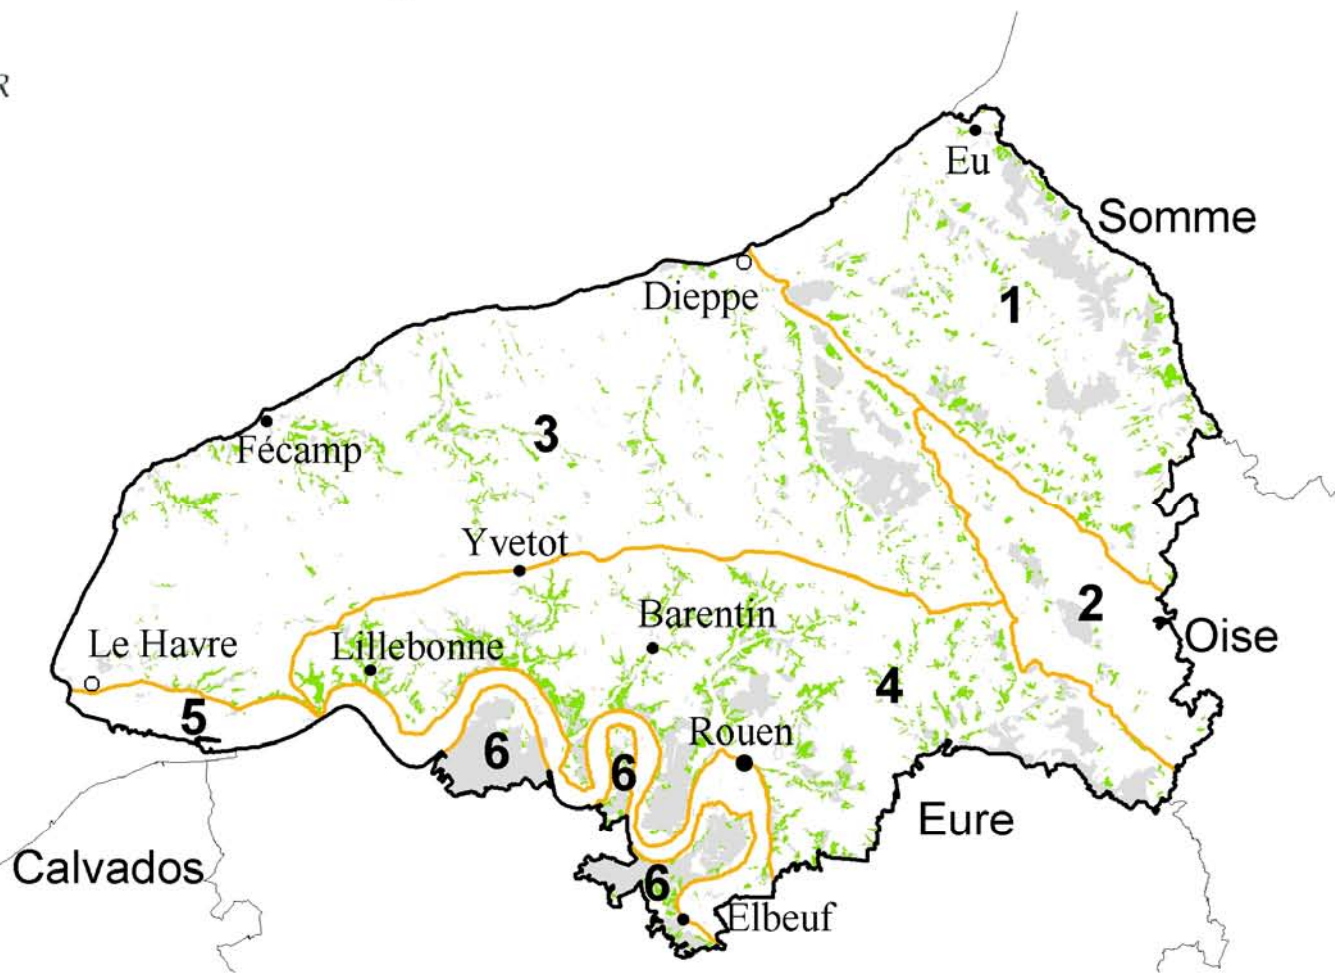 R
Eu
Somme
Dieppe
1
3
Fécamp
Yvetot
2
Barentin
Le Havre
Lillebonne
Oise
4
5
Rouen
6
6
Eure
Calvados
6
Elbeuf